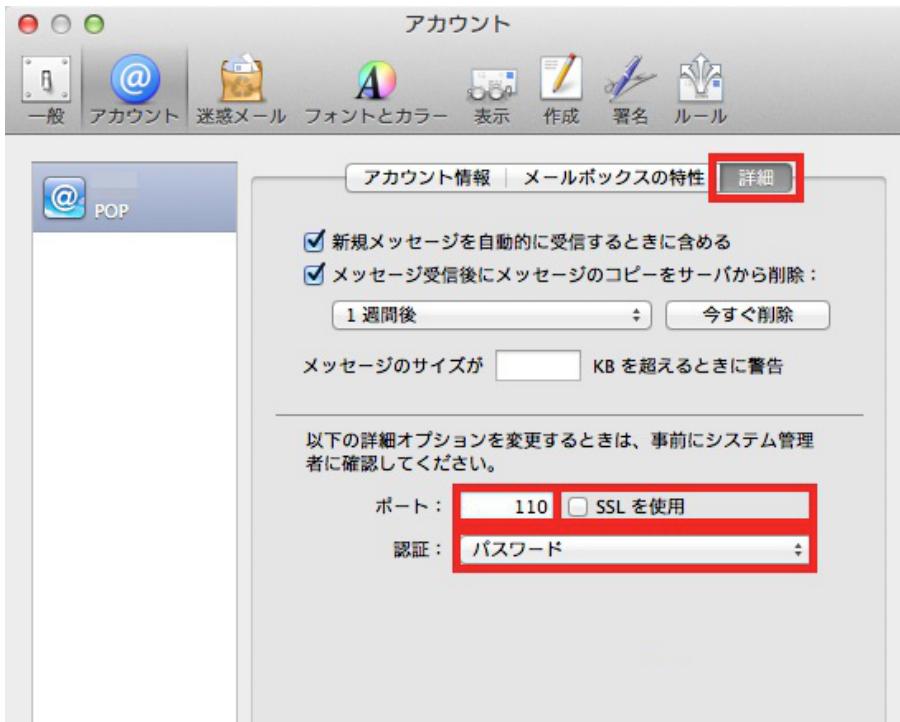 アカウント
一般 アカウント 迷惑メール フォントとカラー 表示 作成 署名 ルール
POP
アカウント情報 メールボックスの特性 詳細
新規メッセージを自動的に受信するときに含める
メッセージ受信後にメッセージのコピーをサーバから削除：
1 週間後 今すぐ削除
メッセージのサイズが KB を超えるときに警告
以下の詳細オプションを変更するときは、事前にシステム管理
者に確認してください。
ポート： 110 SSL を使用
認証： パスワード